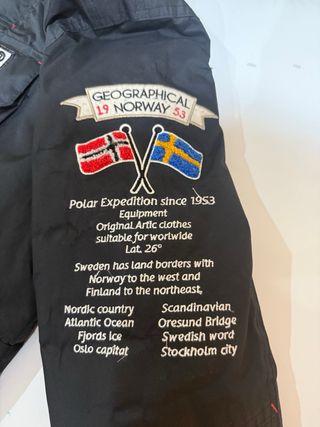 GEOGRAPHICAL
19 NORWAY 53
Polar Expedition since 1953
Equipment
Original Artic clothes
suitable for worlwide
Lat. 26°
Sweden has land borders with
Norway to the west and
Finland to the northeast,
Nordic country Scandinavian
Atlantic Ocean Oresund Bridge
Fjords ice Swedish word
Oslo capitat Stockholm city